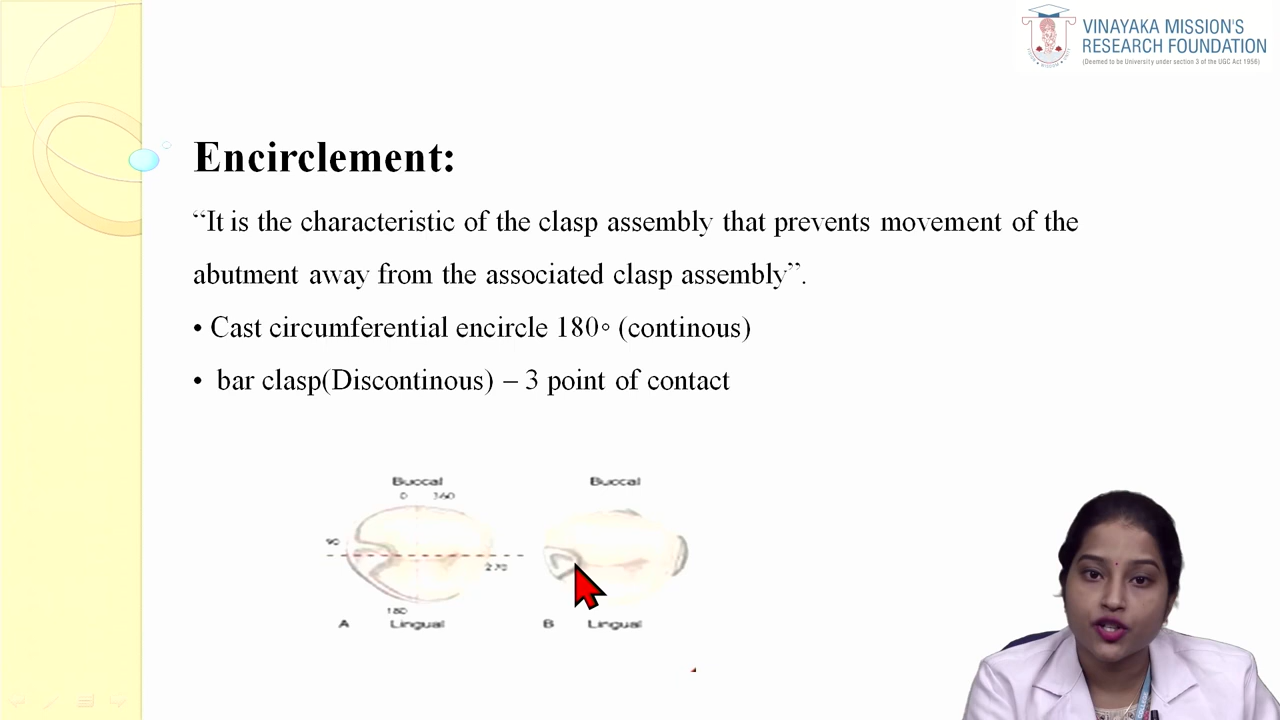 VINAYAKA MISSION'S
RESEARCH FOUNDATION
(Deemed to be University under section 3 of the UGC Act 1956)
Encirclement:
“It is the characteristic of the clasp assembly that prevents movement of the
abutment away from the associated clasp assembly”.
• Cast circumferential encircle 180◦ (continous)
• bar clasp(Discontinous) – 3 point of contact
Buccal Buccal
0 360
90
270
180
A Lingual B Lingual